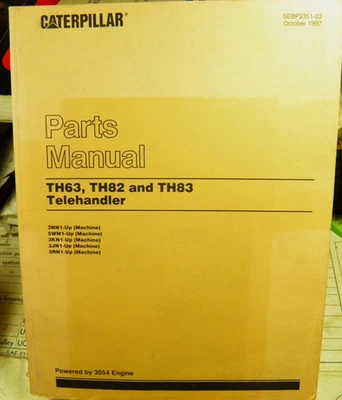 CATERPILLAR®
SEBP2351-03
October 1997
Parts
Manual
TH63, TH82 and TH83
Telehandler
3NN1-Up (Machine)
5WM1-Up (Machine)
3KN1-Up (Machine)
3JN1-Up (Machine)
3RN1-Up (Machine)
Powered by 3054 Engine